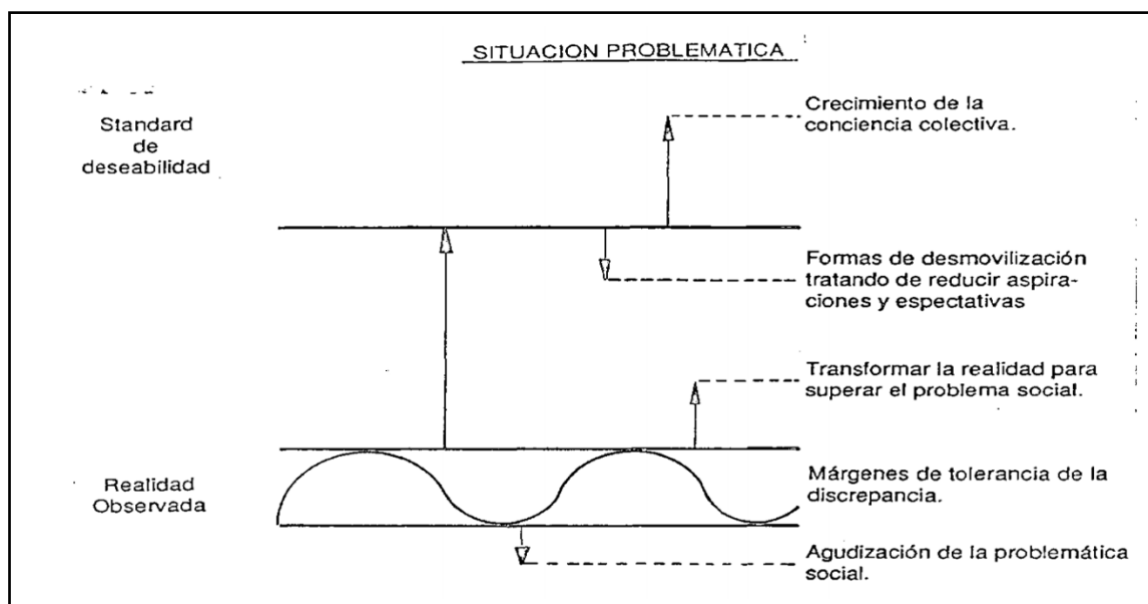 SITUACION PROBLEMATICA
Standard
de
deseabilidad
Crecimiento de la
conciencia colectiva.
Formas de desmovilización
tratando de reducir aspira-
ciones y espectativas
Transformar la realidad para
superar el problema social.
Realidad
Observada
Márgenes de tolerancia de la
discrepancia.
Agudización de la problemática
social.